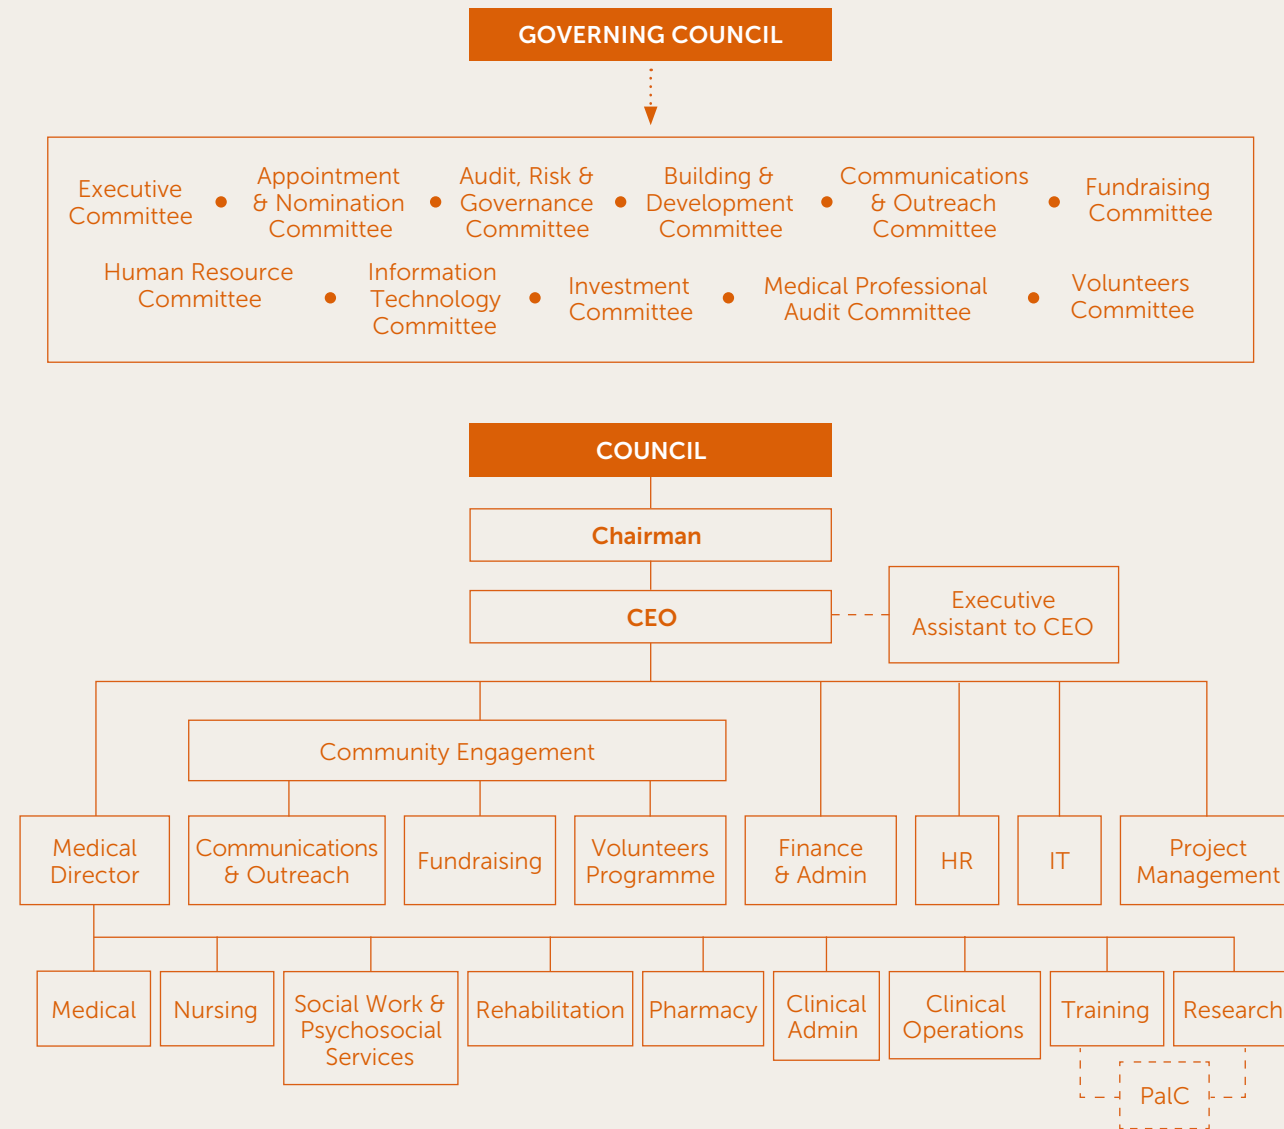 GOVERNING COUNCIL
Executive
Committee
Appointment
& Nomination
Committee
Audit, Risk &
Governance
Committee
Building &
Development
Committee
Communications
& Outreach
Committee
Fundraising
Committee
Human Resource
Committee
Information
Technology
Committee
Investment
Committee
Medical Professional
Audit Committee
Volunteers
Committee
COUNCIL
Chairman
CEO
Executive
Assistant to CEO
Community Engagement
Medical
Director
Communications
& Outreach
Fundraising
Volunteers
Programme
Finance
& Admin
HR
IT
Project
Management
Medical
Nursing
Social Work &
Psychosocial
Services
Rehabilitation
Pharmacy
Clinical
Admin
Clinical
Operations
Training
Research
PalC